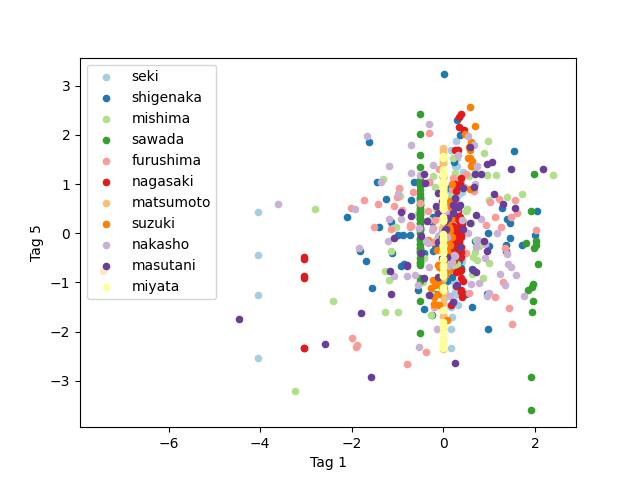 seki
shigenaka
mishima
sawada
furushima
nagasaki
matsumoto
suzuki
nakasho
masutani
miyata
3
2
1
0
−1
−2
−3
Tag 5
−6
−4
−2
0
2
Tag 1